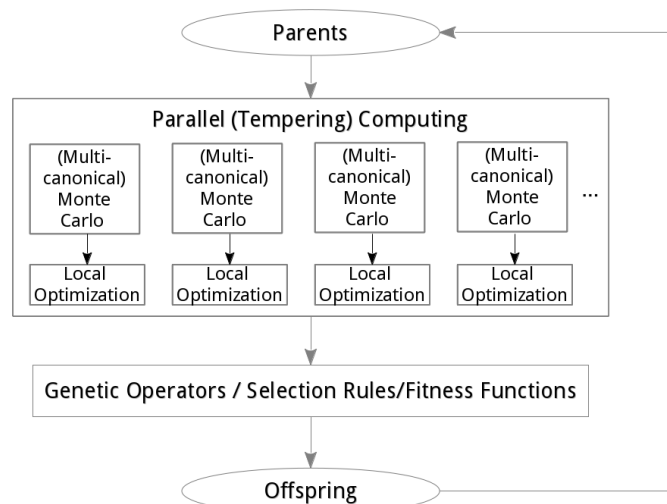 Parents
Parallel (Tempering) Computing
(Multi-
canonical)
Monte
Carlo
(Multi-
canonical)
Monte
Carlo
(Multi-
canonical)
Monte
Carlo
(Multi-
canonical)
Monte
Carlo
...
Local
Optimization
Local
Optimization
Local
Optimization
Local
Optimization
Genetic Operators / Selection Rules/Fitness Functions
Offspring